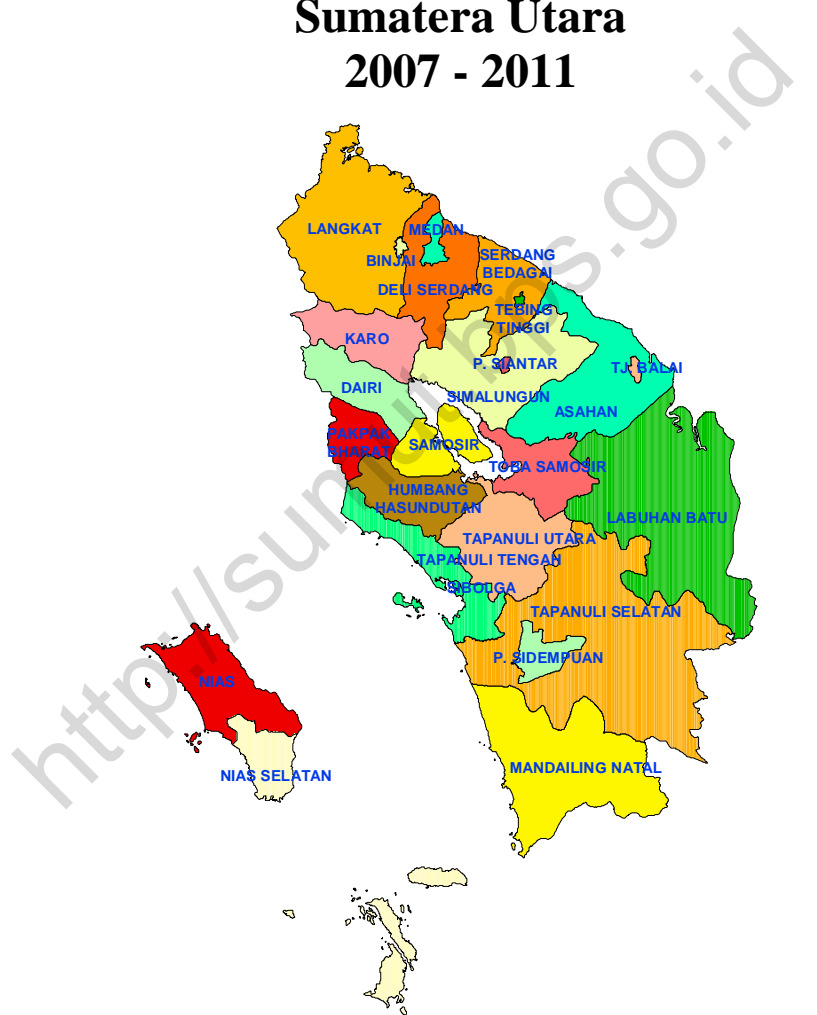 Sumatera Utara
2007 - 2011
LANGKAT
MEDAN
BINJAI
SERDANG
BEDAGAI
DELI SERDANG
TEBING
TINGGI
KARO
P. SIANTAR
TJ. BALAI
DAIRI
SIMALUNGUN
ASAHAN
PAKPAK
BHARAT
SAMOSIR
TOBA SAMOSIR
HUMBANG
HASUNDUTAN
LABUHAN BATU
TAPANULI UTARA
TAPANULI TENGAH
SIBOLGA
TAPANULI SELATAN
P. SIDEMPUAN
NIAS
MANDAILING NATAL
NIAS SELATAN
http://sumut.bps.go.id